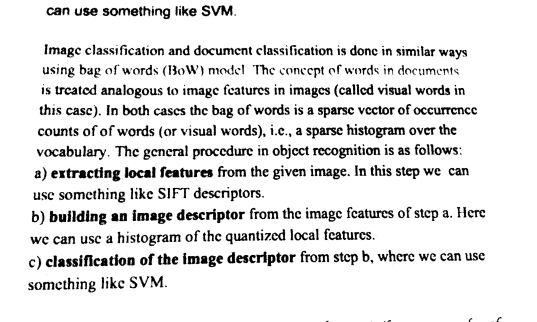 can use something like SVM.
Image classification and document classification is done in similar ways
using bag of words (BoW) model The concept of words in documents
is treated analogous to image features in images (called visual words in
this case). In both cases the bag of words is a sparse vector of occurrence
counts of of words (or visual words), i.e., a sparse histogram over the
vocabulary. The general procedure in object recognition is as follows:
a) extracting local features from the given image. In this step we can
use something like SIFT descriptors.
b) building an image descriptor from the image features of step a. Here
we can use a histogram of the quantized local features.
c) classification of the image descriptor from step b, where we can use
something like SVM.